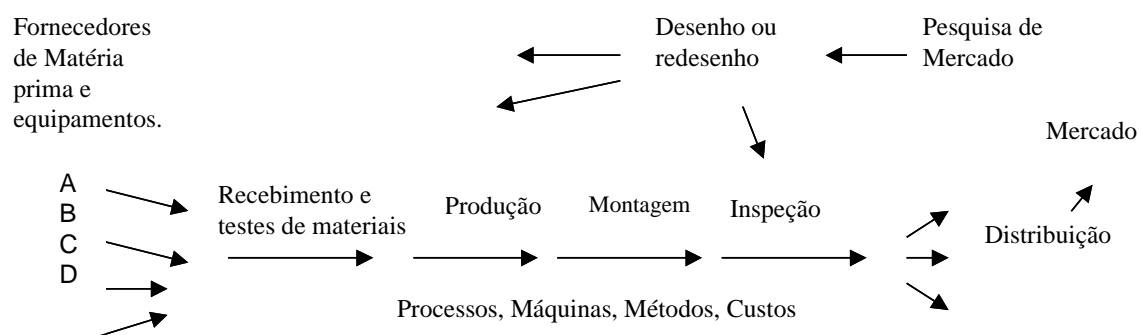 Fornecedores
de Matéria
prima e
equipamentos.
Desenho ou
redesenho
Pesquisa de
Mercado
Mercado
A
B
C
D
Recebimento e
testes de materiais
Produção
Montagem
Inspeção
Distribuição
Processos, Máquinas, Métodos, Custos